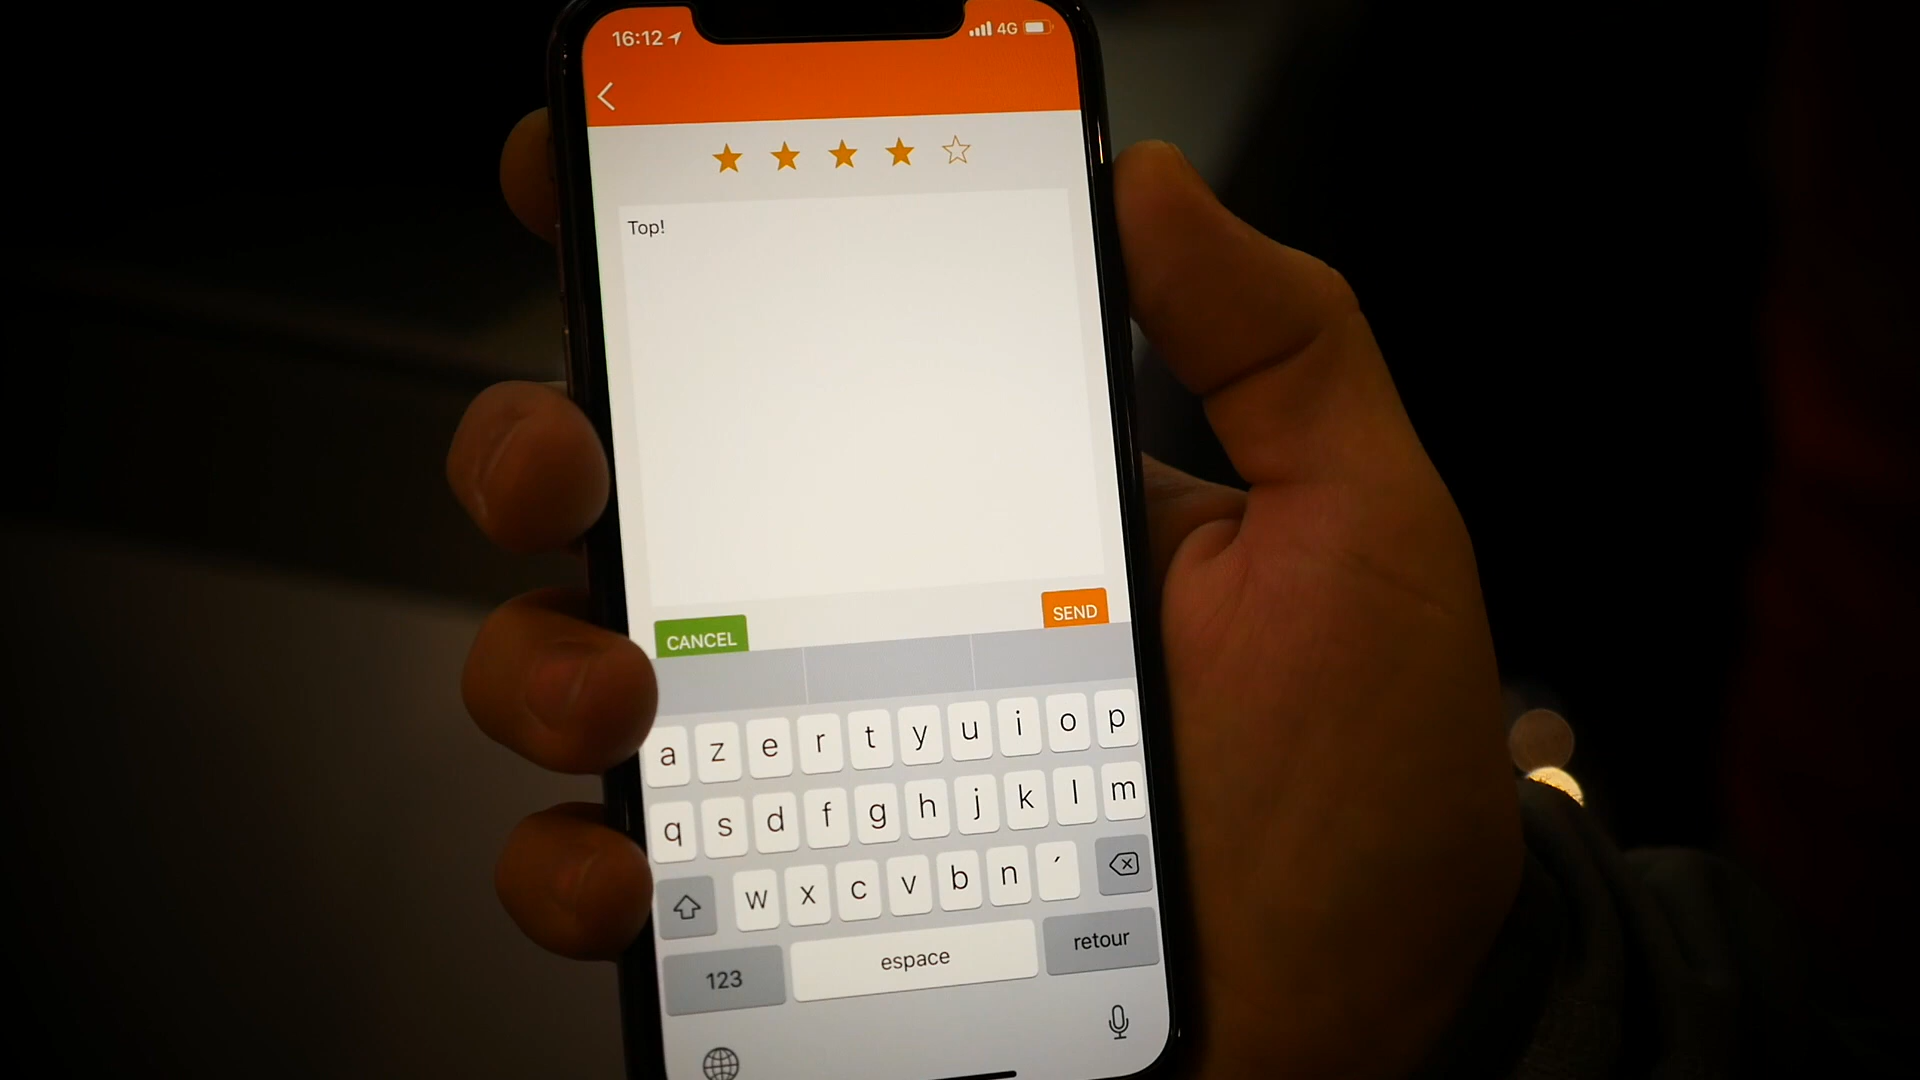 16:12 4G
Top!
CANCEL SEND
a z e r t y u i o p
q s d f g h j k l m
w x c v b n ´
123 espace retour